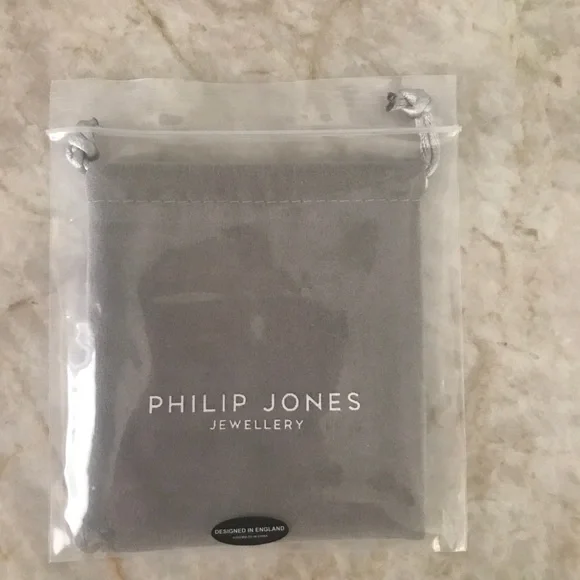 PHILIP JONES
JEWELLERY
DESIGNED IN ENGLAND